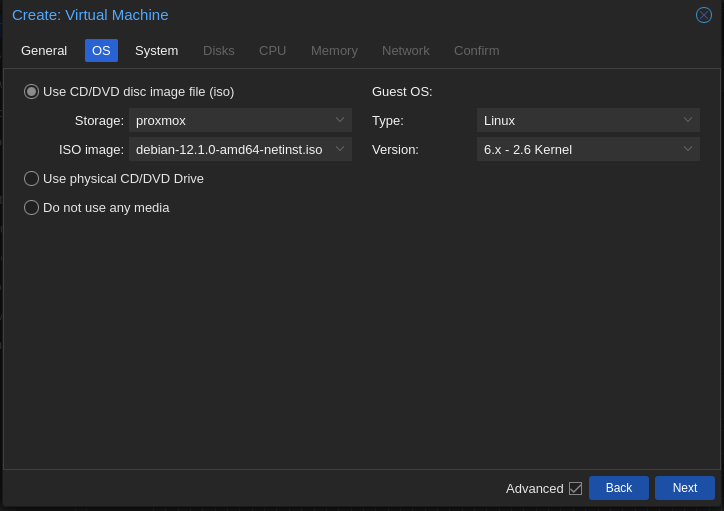 Create: Virtual Machine
General OS System Disks CPU Memory Network Confirm
Use CD/DVD disc image file (iso)
Storage: proxmox
ISO image: debian-12.1.0-amd64-netinst.iso
Use physical CD/DVD Drive
Do not use any media
Guest OS:
Type: Linux
Version: 6.x - 2.6 Kernel
Advanced Back Next